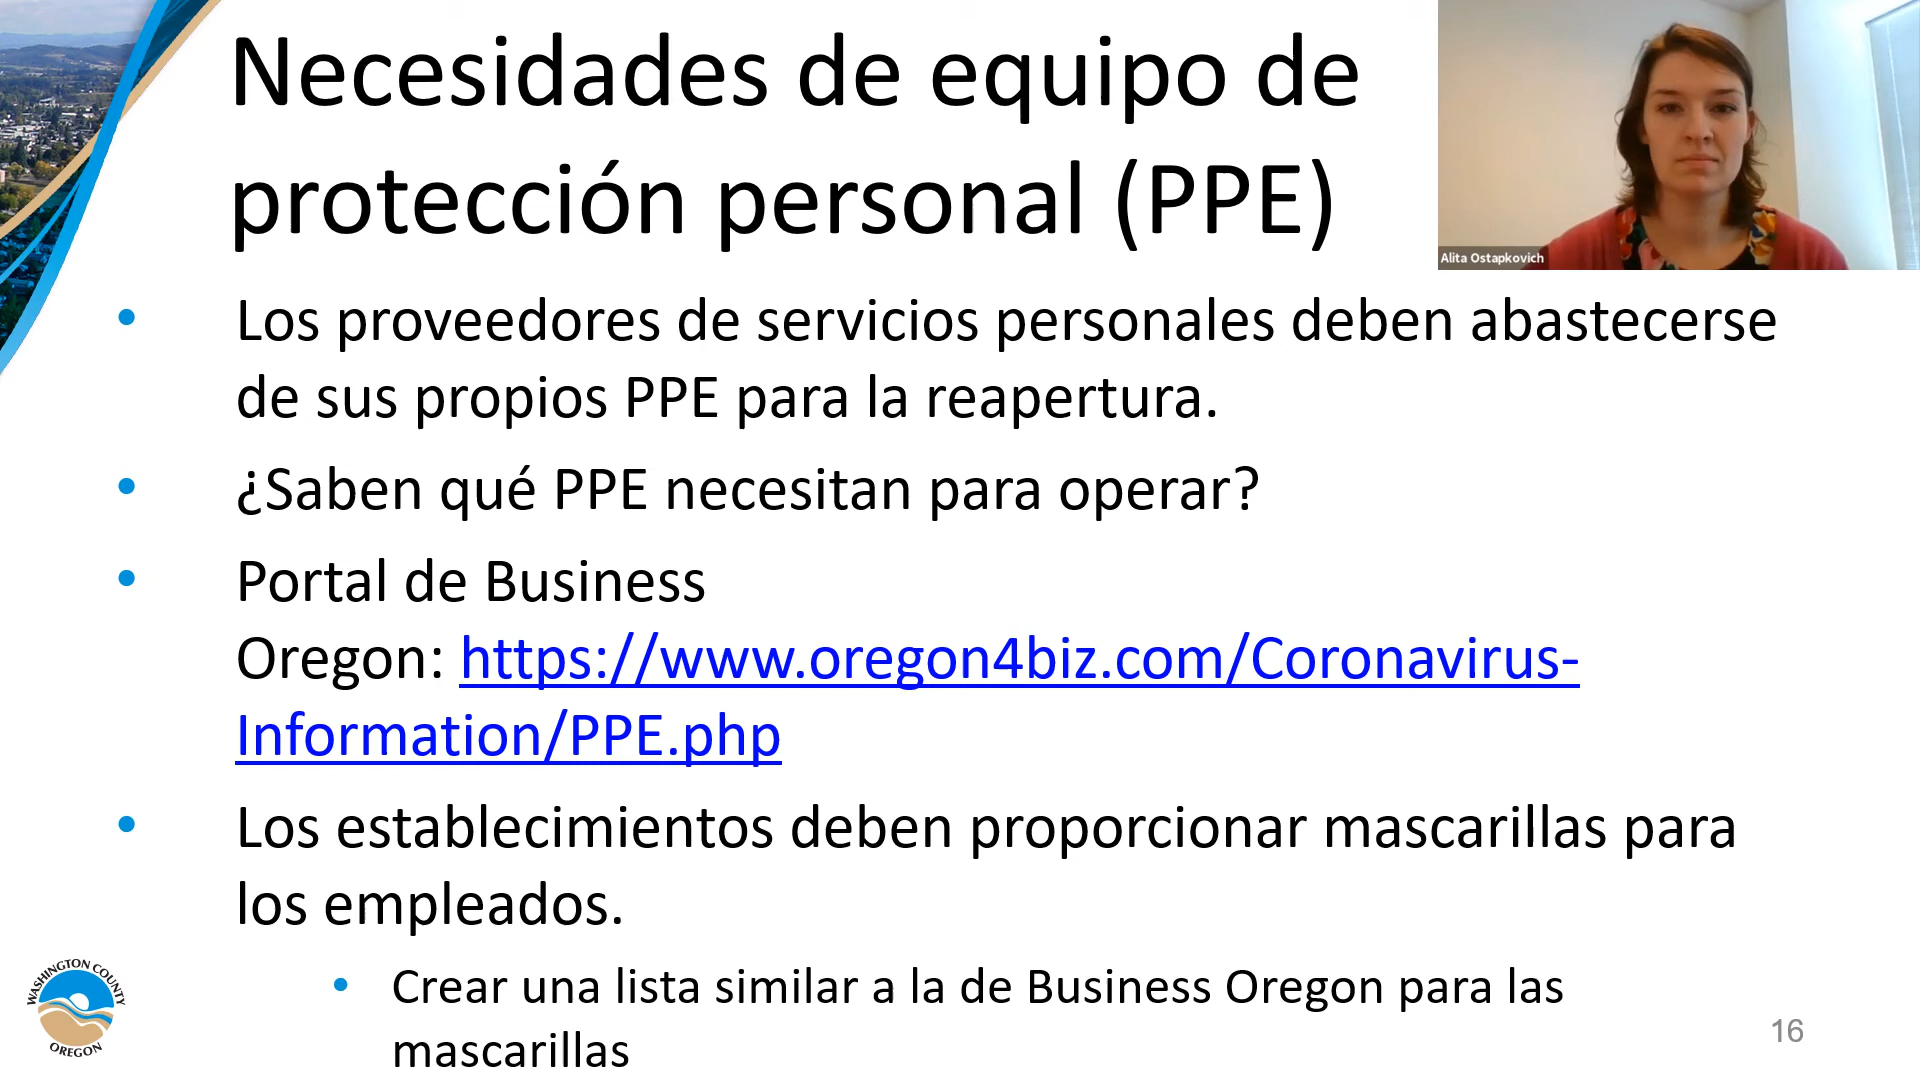 Necesidades de equipo de
protección personal (PPE)
Alita Ostapkovich
• Los proveedores de servicios personales deben abastecerse
de sus propios PPE para la reapertura.
• ¿Saben qué PPE necesitan para operar?
• Portal de Business
Oregon: https://www.oregon4biz.com/Coronavirus-
Information/PPE.php
• Los establecimientos deben proporcionar mascarillas para
los empleados.
• Crear una lista similar a la de Business Oregon para las
mascarillas
WASHINGTON COUNTY
OREGON
16